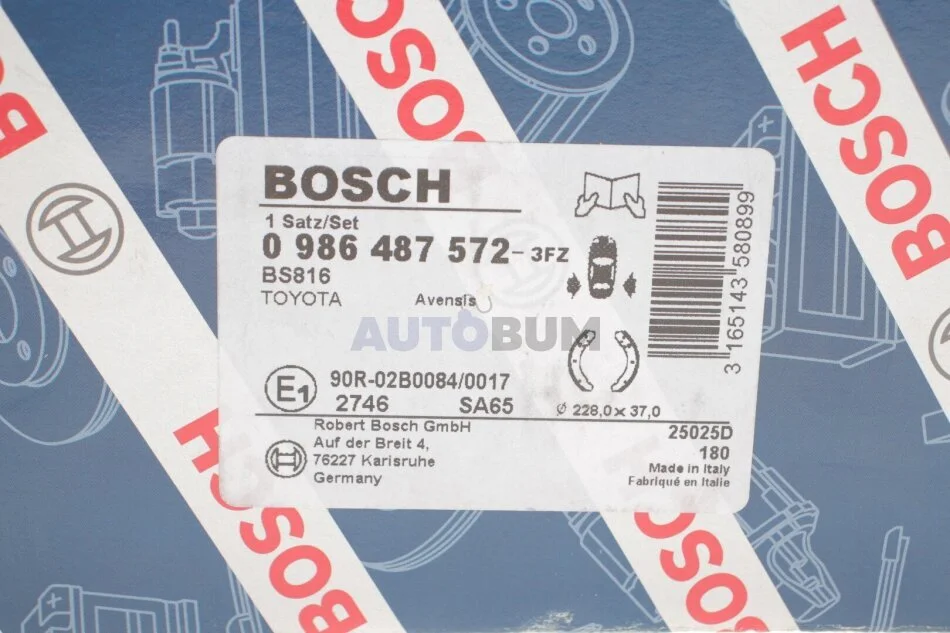 BOSCH
BOSCH
BOSCH
BOSCH
1 Satz/Set
0 986 487 572 - 3FZ
BS816
TOYOTA Avensis
AUTOBUM
3 165143 580899
E1
90R-02B0084/0017
2746 SA65
Ø 228,0 x 37,0
Robert Bosch GmbH
Auf der Breit 4,
76227 Karlsruhe
Germany
25025D
180
Made in Italy
Fabriqué en Italie
BOSCH
BOSCH